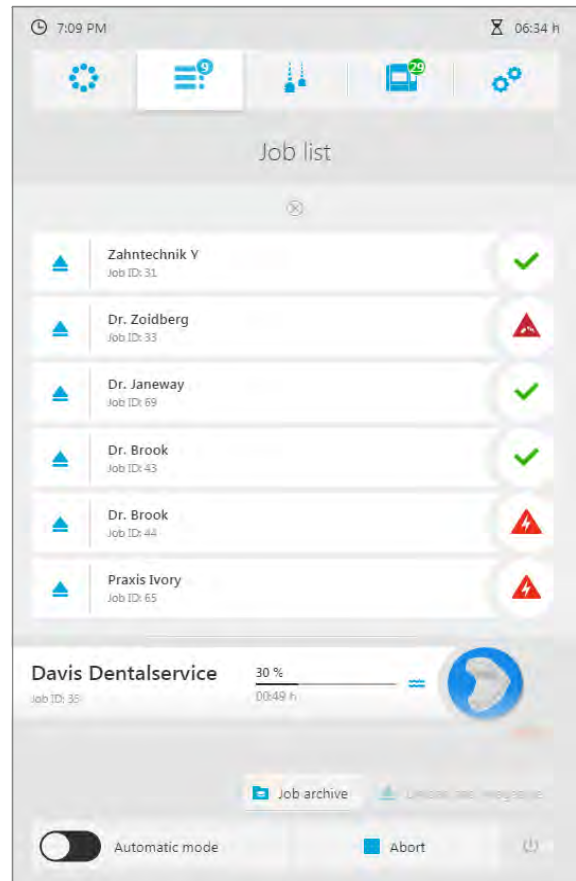 7:09 PM
06:34 h
9
29
Job list
Zahntechnik Y
Job ID: 31
Dr. Zoidberg
Job ID: 33
Dr. Janeway
Job ID: 69
Dr. Brook
Job ID: 43
Dr. Brook
Job ID: 44
Praxis Ivory
Job ID: 65
Davis Dentalservice
30 %
Job ID: 35
00:49 h
Job archive
Automatic mode
Abort